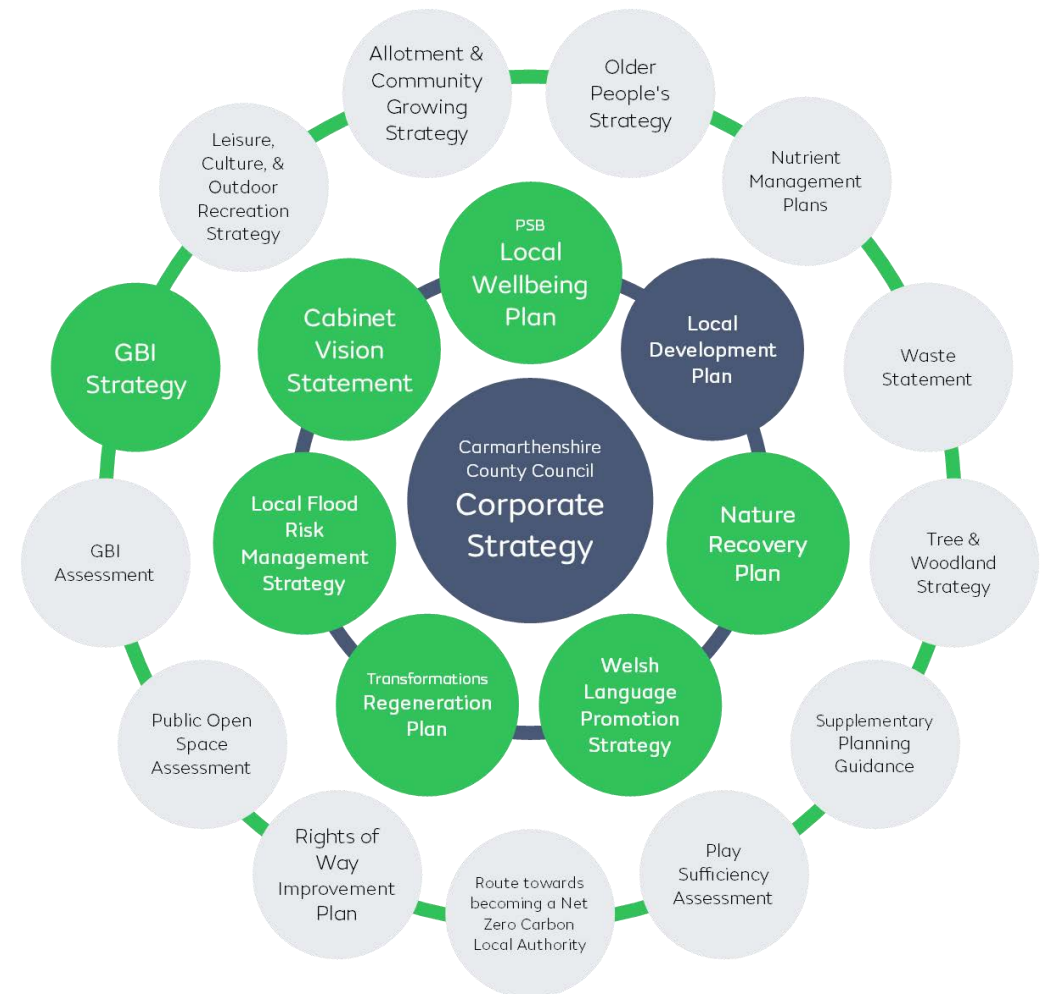 Allotment &
Community
Growing
Strategy
Older
People's
Strategy
Nutrient
Management
Plans
Waste
Statement
Tree &
Woodland
Strategy
Supplementary
Planning
Guidance
Play
Sufficiency
Assessment
Route towards
becoming a Net
Zero Carbon
Local Authority
Rights of
Way
Improvement
Plan
Public Open
Space
Assessment
GBI
Assessment
GBI
Strategy
Leisure,
Culture, &
Outdoor
Recreation
Strategy
PSB
Local
Wellbeing
Plan
Local
Development
Plan
Nature
Recovery
Plan
Welsh
Language
Promotion
Strategy
Transformations
Regeneration
Plan
Local Flood
Risk
Management
Strategy
Cabinet
Vision
Statement
Carmarthenshire
County Council
Corporate
Strategy